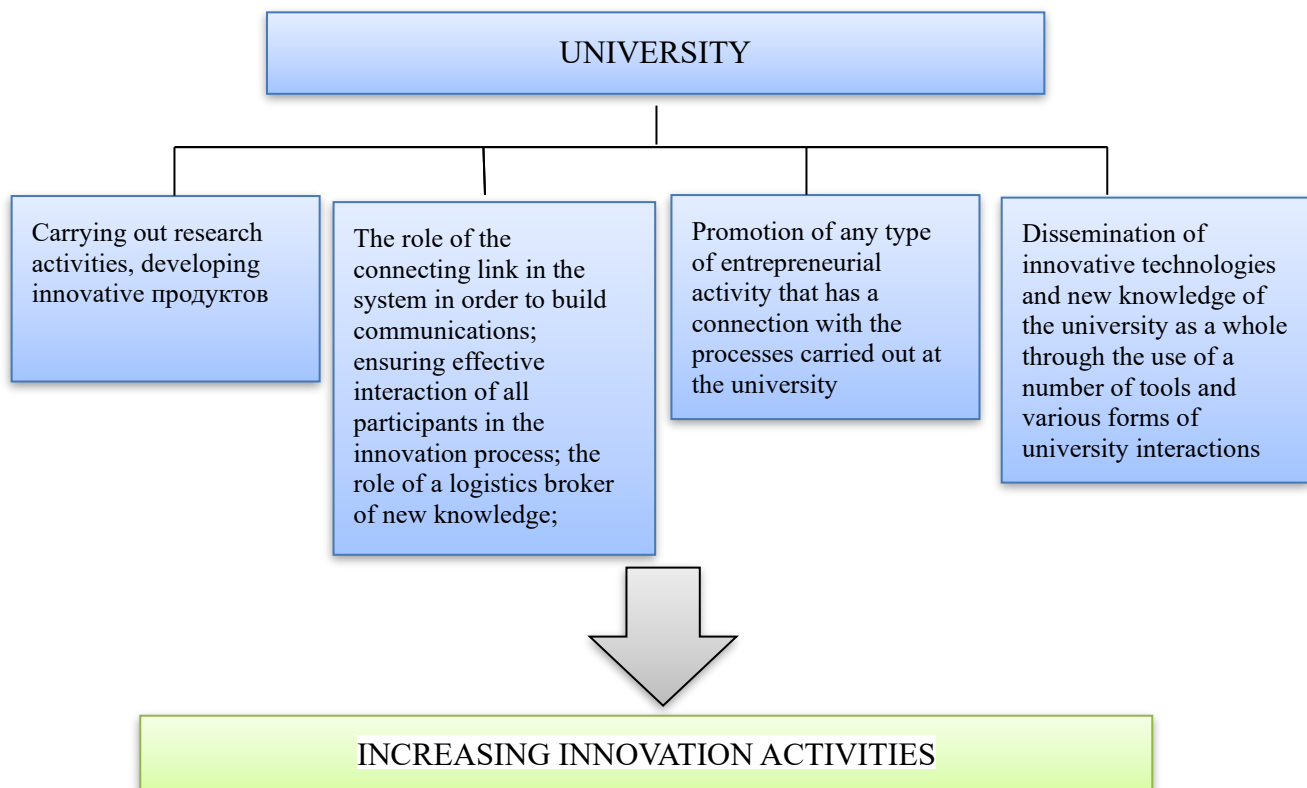 UNIVERSITY
Carrying out research
activities, developing
innovative продуктов
The role of the
connecting link in the
system in order to build
communications;
ensuring effective
interaction of all
participants in the
innovation process; the
role of a logistics broker
of new knowledge;
Promotion of any type
of entrepreneurial
activity that has a
connection with the
processes carried out at
the university
Dissemination of
innovative technologies
and new knowledge of
the university as a whole
through the use of a
number of tools and
various forms of
university interactions
INCREASING INNOVATION ACTIVITIES